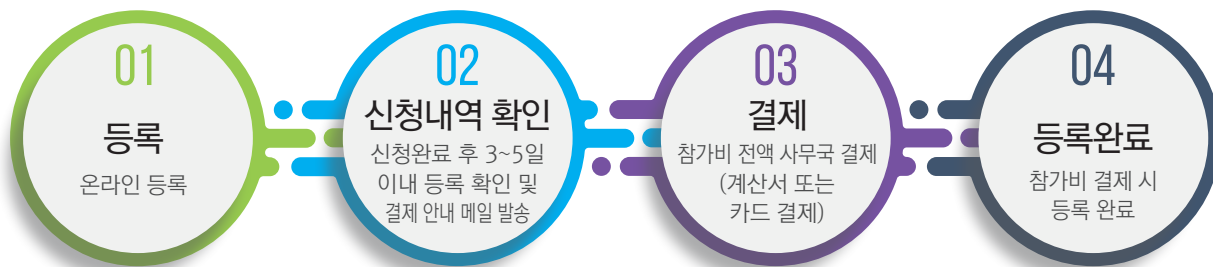 01
등록
온라인 등록
02
신청내역 확인
신청완료 후 3~5일
이내 등록 확인 및
결제 안내 메일 발송
03
결제
참가비 전액 사무국 결제
(계산서 또는
카드 결제)
04
등록완료
참가비 결제 시
등록 완료